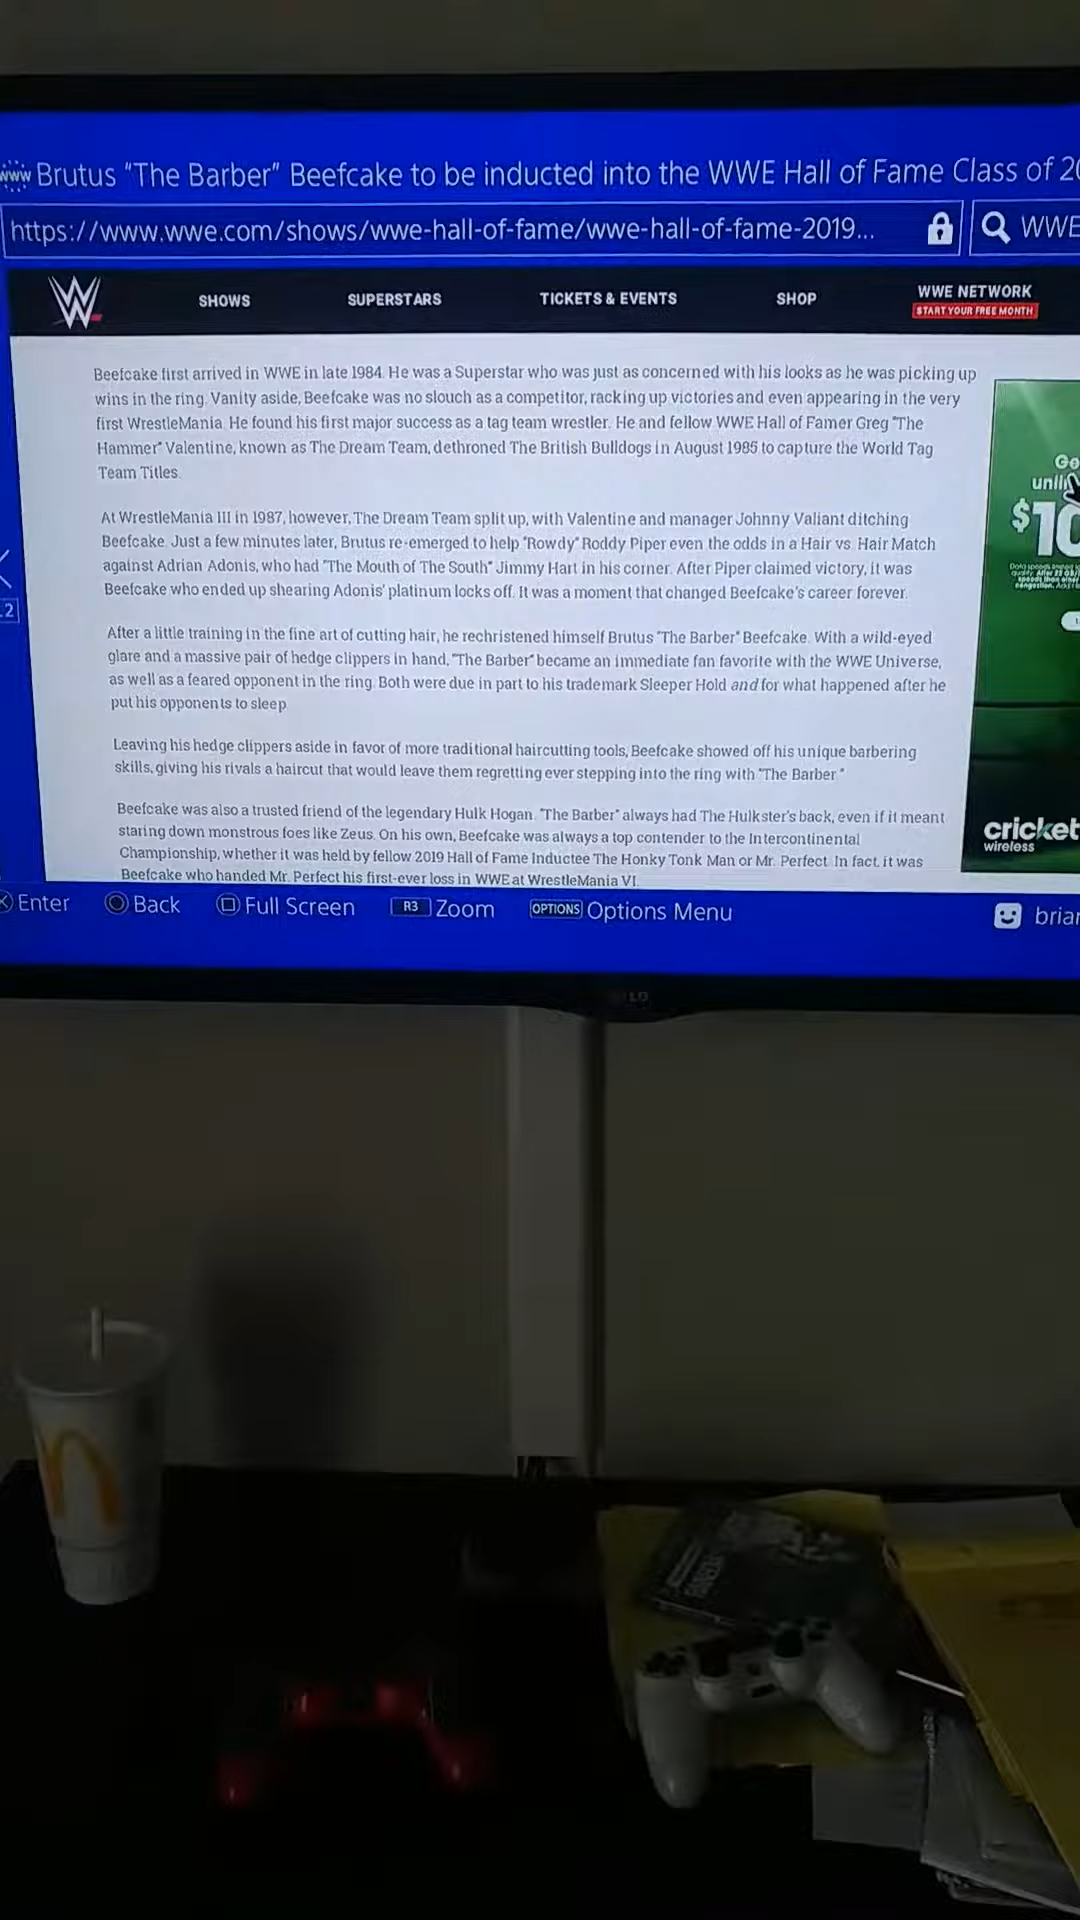 www Brutus "The Barber" Beefcake to be inducted into the WWE Hall of Fame Class of
https://www.wwe.com/shows/wwe-hall-of-fame/wwe-hall-of-fame-2019...
WWE
SHOWS
SUPERSTARS
TICKETS & EVENTS
SHOP
WWE NETWORK
START YOUR FREE MONTH
Beefcake first arrived in WWE in late 1984. He was a Superstar who was just as concerned with his looks as he was picking up
wins in the ring. Vanity aside, Beefcake was no slouch as a competitor, racking up victories and even appearing in the very
first WrestleMania. He found his first major success as a tag team wrestler. He and fellow WWE Hall of Famer Greg "The
Hammer" Valentine, known as The Dream Team, dethroned The British Bulldogs in August 1985 to capture the World Tag
Team Titles.
At WrestleMania III in 1987, however, The Dream Team split up, with Valentine and manager Johnny Valiant ditching
Beefcake. Just a few minutes later, Brutus re-emerged to help "Rowdy" Roddy Piper even the odds in a Hair vs. Hair Match
against Adrian Adonis, who had "The Mouth of The South" Jimmy Hart in his corner. After Piper claimed victory, it was
Beefcake who ended up shearing Adonis' platinum locks off. It was a moment that changed Beefcake's career forever.
After a little training in the fine art of cutting hair, he rechristened himself Brutus "The Barber" Beefcake. With a wild-eyed
glare and a massive pair of hedge clippers in hand, "The Barber" became an immediate fan favorite with the WWE Universe,
as well as a feared opponent in the ring. Both were due in part to his trademark Sleeper Hold and for what happened after he
put his opponents to sleep.
Leaving his hedge clippers aside in favor of more traditional haircutting tools, Beefcake showed off his unique barbering
skills, giving his rivals a haircut that would leave them regretting ever stepping into the ring with "The Barber."
Beefcake was also a trusted friend of the legendary Hulk Hogan. "The Barber" always had The Hulkster's back, even if it meant
staring down monstrous foes like Zeus. On his own, Beefcake was always a top contender to the Intercontinental
Championship, whether it was held by fellow 2019 Hall of Fame Inductee The Honky Tonk Man or Mr. Perfect. In fact, it was
Beefcake who handed Mr. Perfect his first-ever loss in WWE at WrestleMania VI.
Ge
unli
$10
cricket
wireless
Enter
Back
Full Screen
R3 Zoom
OPTIONS Options Menu
brian
LG